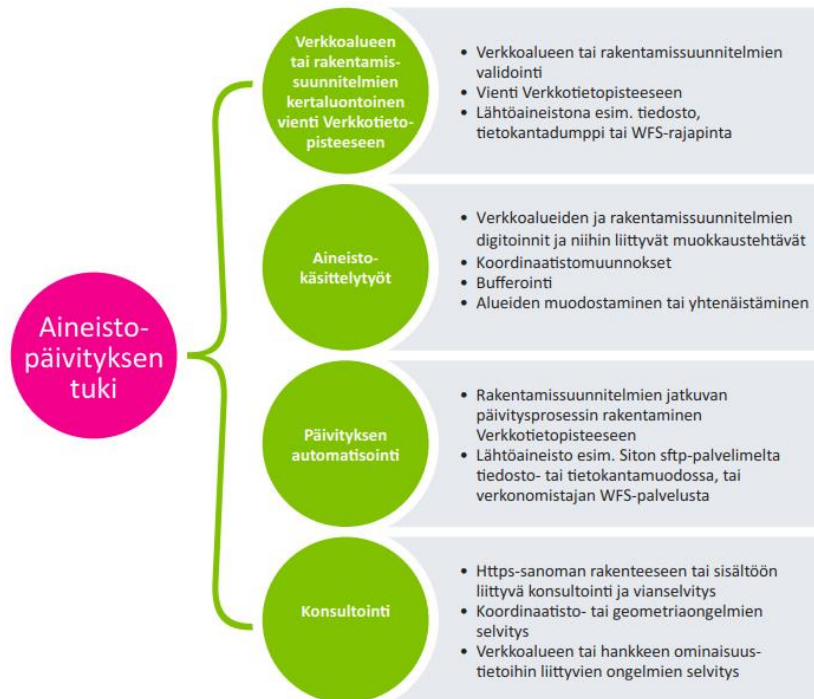 Aineisto-
päivityksen
tuki
Verkkoalueen
tai rakentamis-
suunnitelmien
kertaluontoinen
vienti Verkkotieto-
pisteeseen
• Verkkoalueen tai rakentamissuunnitelmien
validointi
• Vienti Verkkotietopisteeseen
• Lähtöaineistona esim. tiedosto,
tietokantadumppi tai WFS-rajapinta
Aineisto-
käsittelytyöt
• Verkkoalueiden ja rakentamissuunnitelmien
digitoinnit ja niihin liittyvät muokkaustehtävät
• Koordinaatistomuunnokset
• Bufferointi
• Alueiden muodostaminen tai yhtenäistäminen
Päivityksen
automatisointi
• Rakentamissuunnitelmien jatkuvan
päivitysprosessin rakentaminen
Verkkotietopisteeseen
• Lähtöaineisto esim. Siton sftp-palvelimelta
tiedosto- tai tietokantamuodossa, tai
verkonomistajan WFS-palvelusta
Konsultointi
• Https-sanoman rakenteeseen tai sisältöön
liittyvä konsultointi ja vianselvitys
• Koordinaatisto- tai geometriaongelmien
selvitys
• Verkkoalueen tai hankkeen ominaisuus-
tietoihin liittyvien ongelmien selvitys